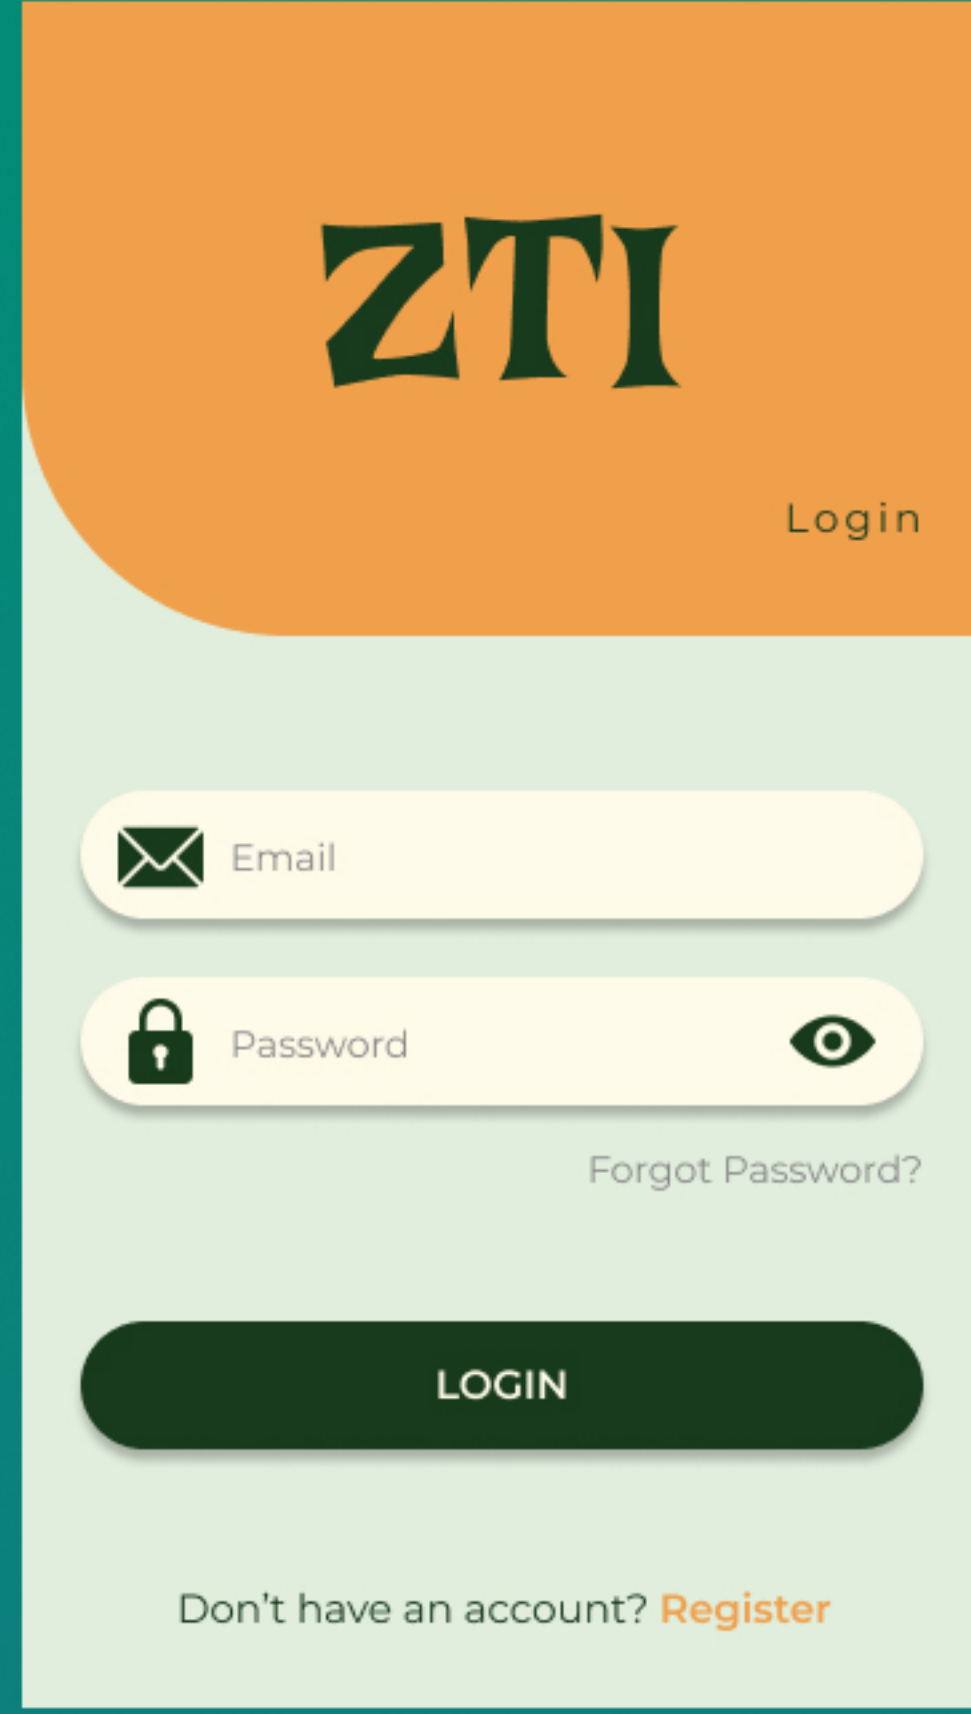 ZTI
Login
Email
Password
Forgot Password?
LOGIN
Don’t have an account? Register